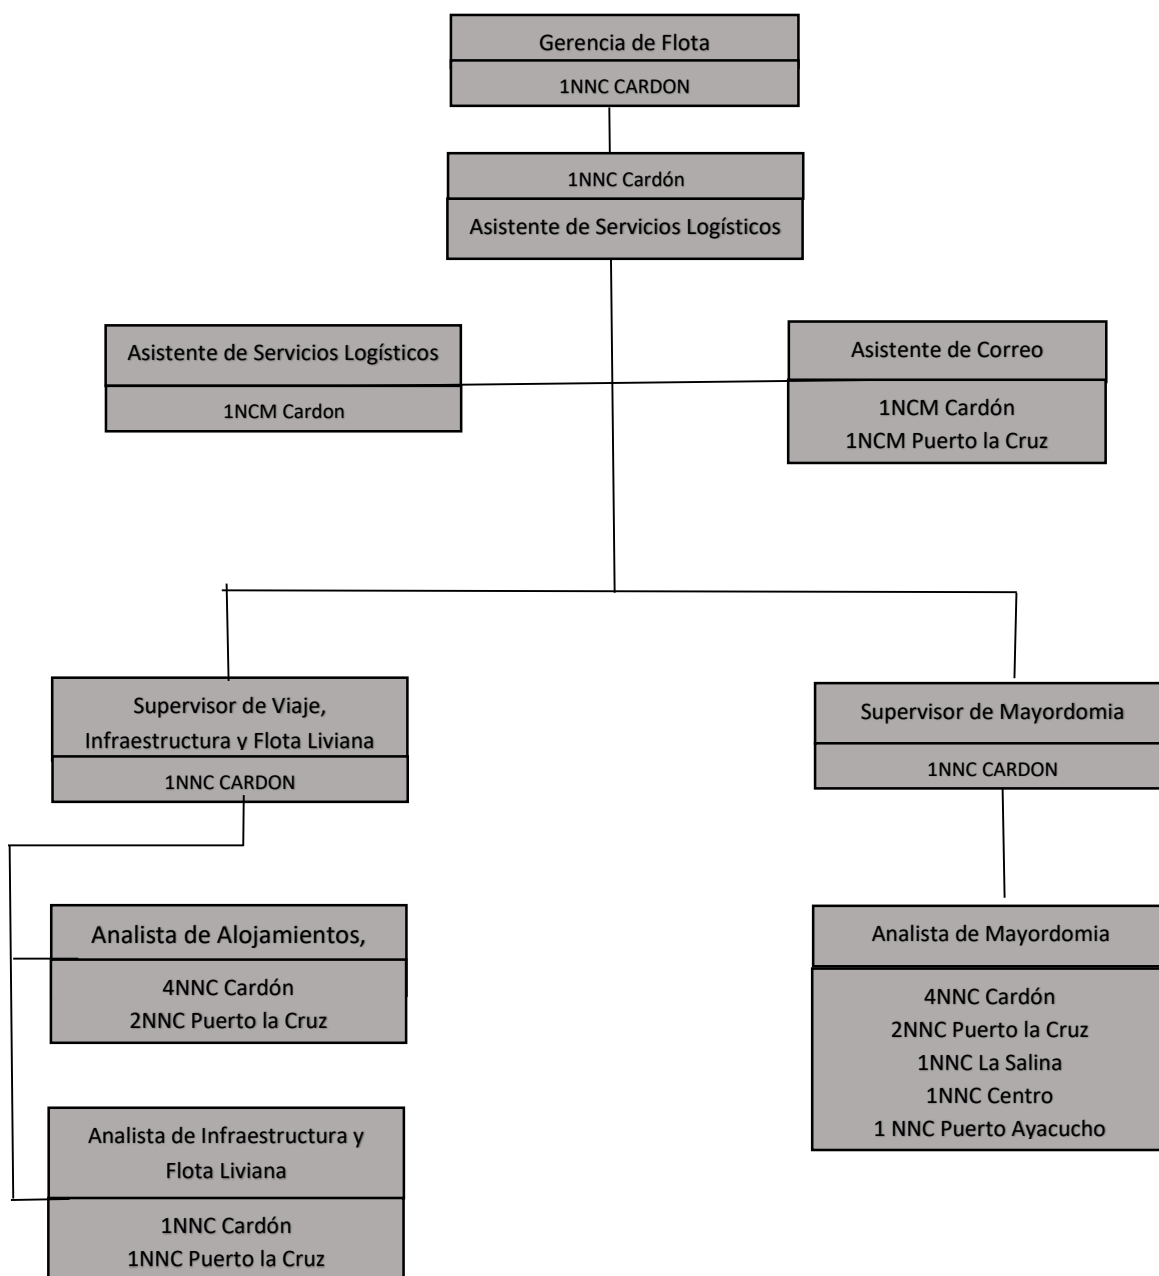 Gerencia de Flota
1NNC CARDON
1NNC Cardón
Asistente de Servicios Logísticos
Asistente de Servicios Logísticos
1NCM Cardon
Asistente de Correo
1NCM Cardón
1NCM Puerto la Cruz
Supervisor de Viaje,
Infraestructura y Flota Liviana
1NNC CARDON
Supervisor de Mayordomia
1NNC CARDON
Analista de Alojamientos,
4NNC Cardón
2NNC Puerto la Cruz
Analista de Mayordomia
4NNC Cardón
2NNC Puerto la Cruz
1NNC La Salina
1NNC Centro
1 NNC Puerto Ayacucho
Analista de Infraestructura y
Flota Liviana
1NNC Cardón
1NNC Puerto la Cruz